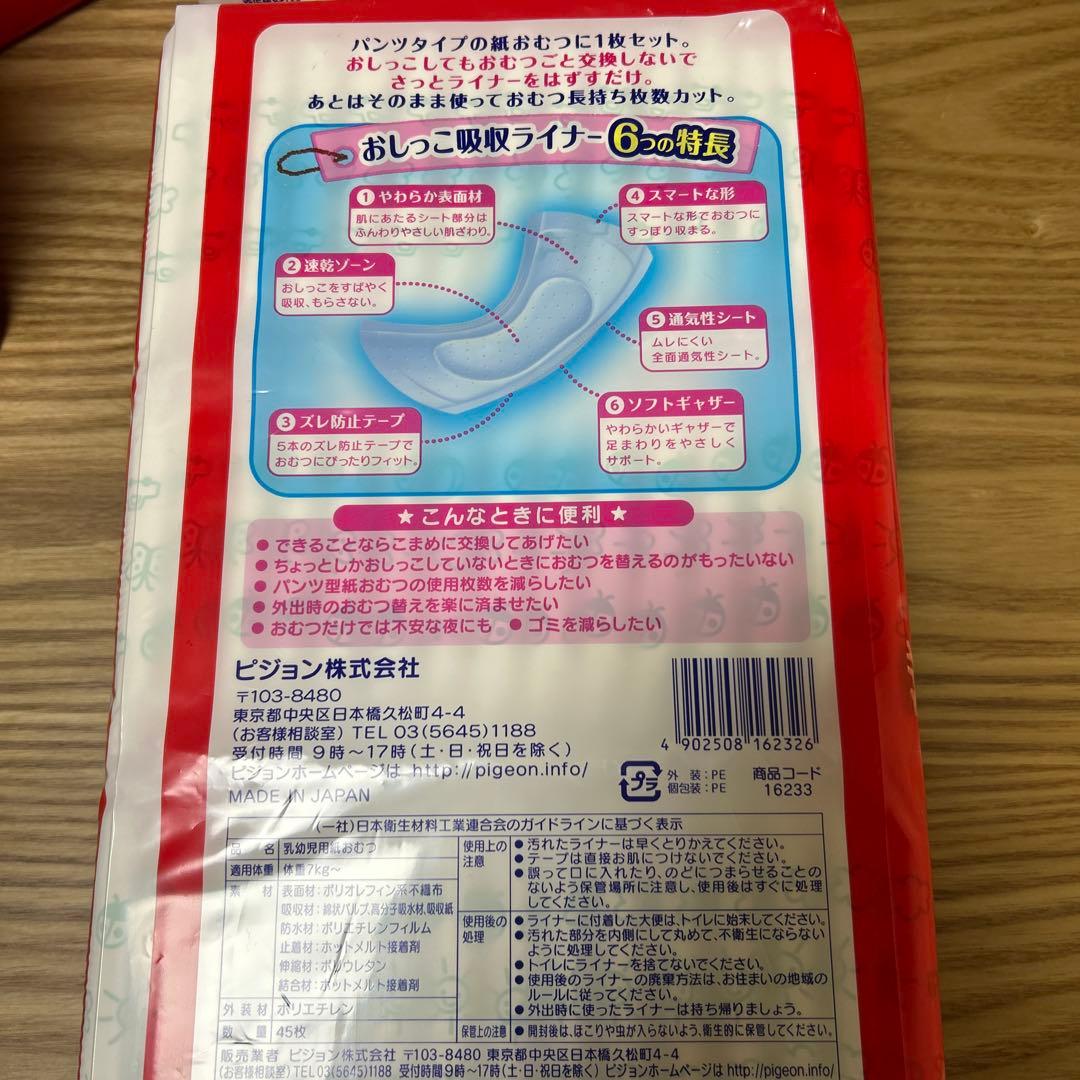 パンツタイプの紙おむつに1枚セット。
おしっこしてもおむつごと交換しないで
さっとライナーをはずすだけ。
あとはそのまま使っておむつ長持ち枚数カット。
おしっこ吸収ライナー 6つの特長
1 やわらか表面材
肌にあたるシート部分は
ふんわりやさしい肌ざわり。
2 速乾ゾーン
おしっこをすばやく
吸収、もらさない。
3 ズレ防止テープ
5本のズレ防止テープで
おむつにぴったりフィット。
4 スマートな形
スマートな形でおむつに
すっぽり収まる。
5 通気性シート
ムレにくい
全面通気性シート。
6 ソフトギャザー
やわらかいギャザーで
足まわりをやさしく
サポート。
★ こんなときに便利 ★
● できることならこまめに交換してあげたい
● ちょっとしかおしっこしていないときにおむつを替えるのがもったいない
● パンツ型紙おむつの使用枚数を減らしたい
● 外出時のおむつ替えを楽に済ませたい
● おむつだけでは不安な夜にも ● ゴミを減らしたい
ピジョン株式会社
〒103-8480
東京都中央区日本橋久松町4-4
(お客様相談室) TEL 03(5645)1188
受付時間 9時〜17時(土・日・祝日を除く)
ピジョンホームページは http://pigeon.info/
MADE IN JAPAN
4 902508 162326
プラ
外 装:PE
個包装:PE
商品コード
16233
(一社)日本衛生材料工業連合会のガイドラインに基づく表示
品 名 乳幼児用紙おむつ
適用体重 体重7kg〜
素 材 表面材:ポリオレフィン系不織布
吸収材:綿状パルプ、高分子吸水材、吸収紙
防水材:ポリエチレンフィルム
止着材:ホットメルト接着剤
伸縮材:ポリウレタン
結合材:ホットメルト接着剤
外装材 ポリエチレン
数 量 45枚
使用上の
注意
● 汚れたライナーは早くとりかえてください。
● テープは直接お肌につけないでください。
● 誤って口に入れたり、のどにつまらせることの
ないよう保管場所に注意し、使用後はすぐに処理
してください。
使用後の
処理
● ライナーに付着した大便は、トイレに始末してください。
● 汚れた部分を内側にして丸めて、不衛生にならない
ように処理してください。
● トイレにライナーを捨てないでください。
● 使用後のライナーの廃棄方法は、お住まいの地域の
ルールに従ってください。
● 外出時に使ったライナーは持ち帰りましょう。
保管上の注意 ● 開封後は、ほこりや虫が入らないよう、衛生的に保管してください。
販売業者 ピジョン株式会社 〒103-8480 東京都中央区日本橋久松町4-4
(お客様相談室)TEL03(5645)1188 受付時間9時〜17時(土・日・祝日を除く) ピジョンホームページは http://pigeon.info/